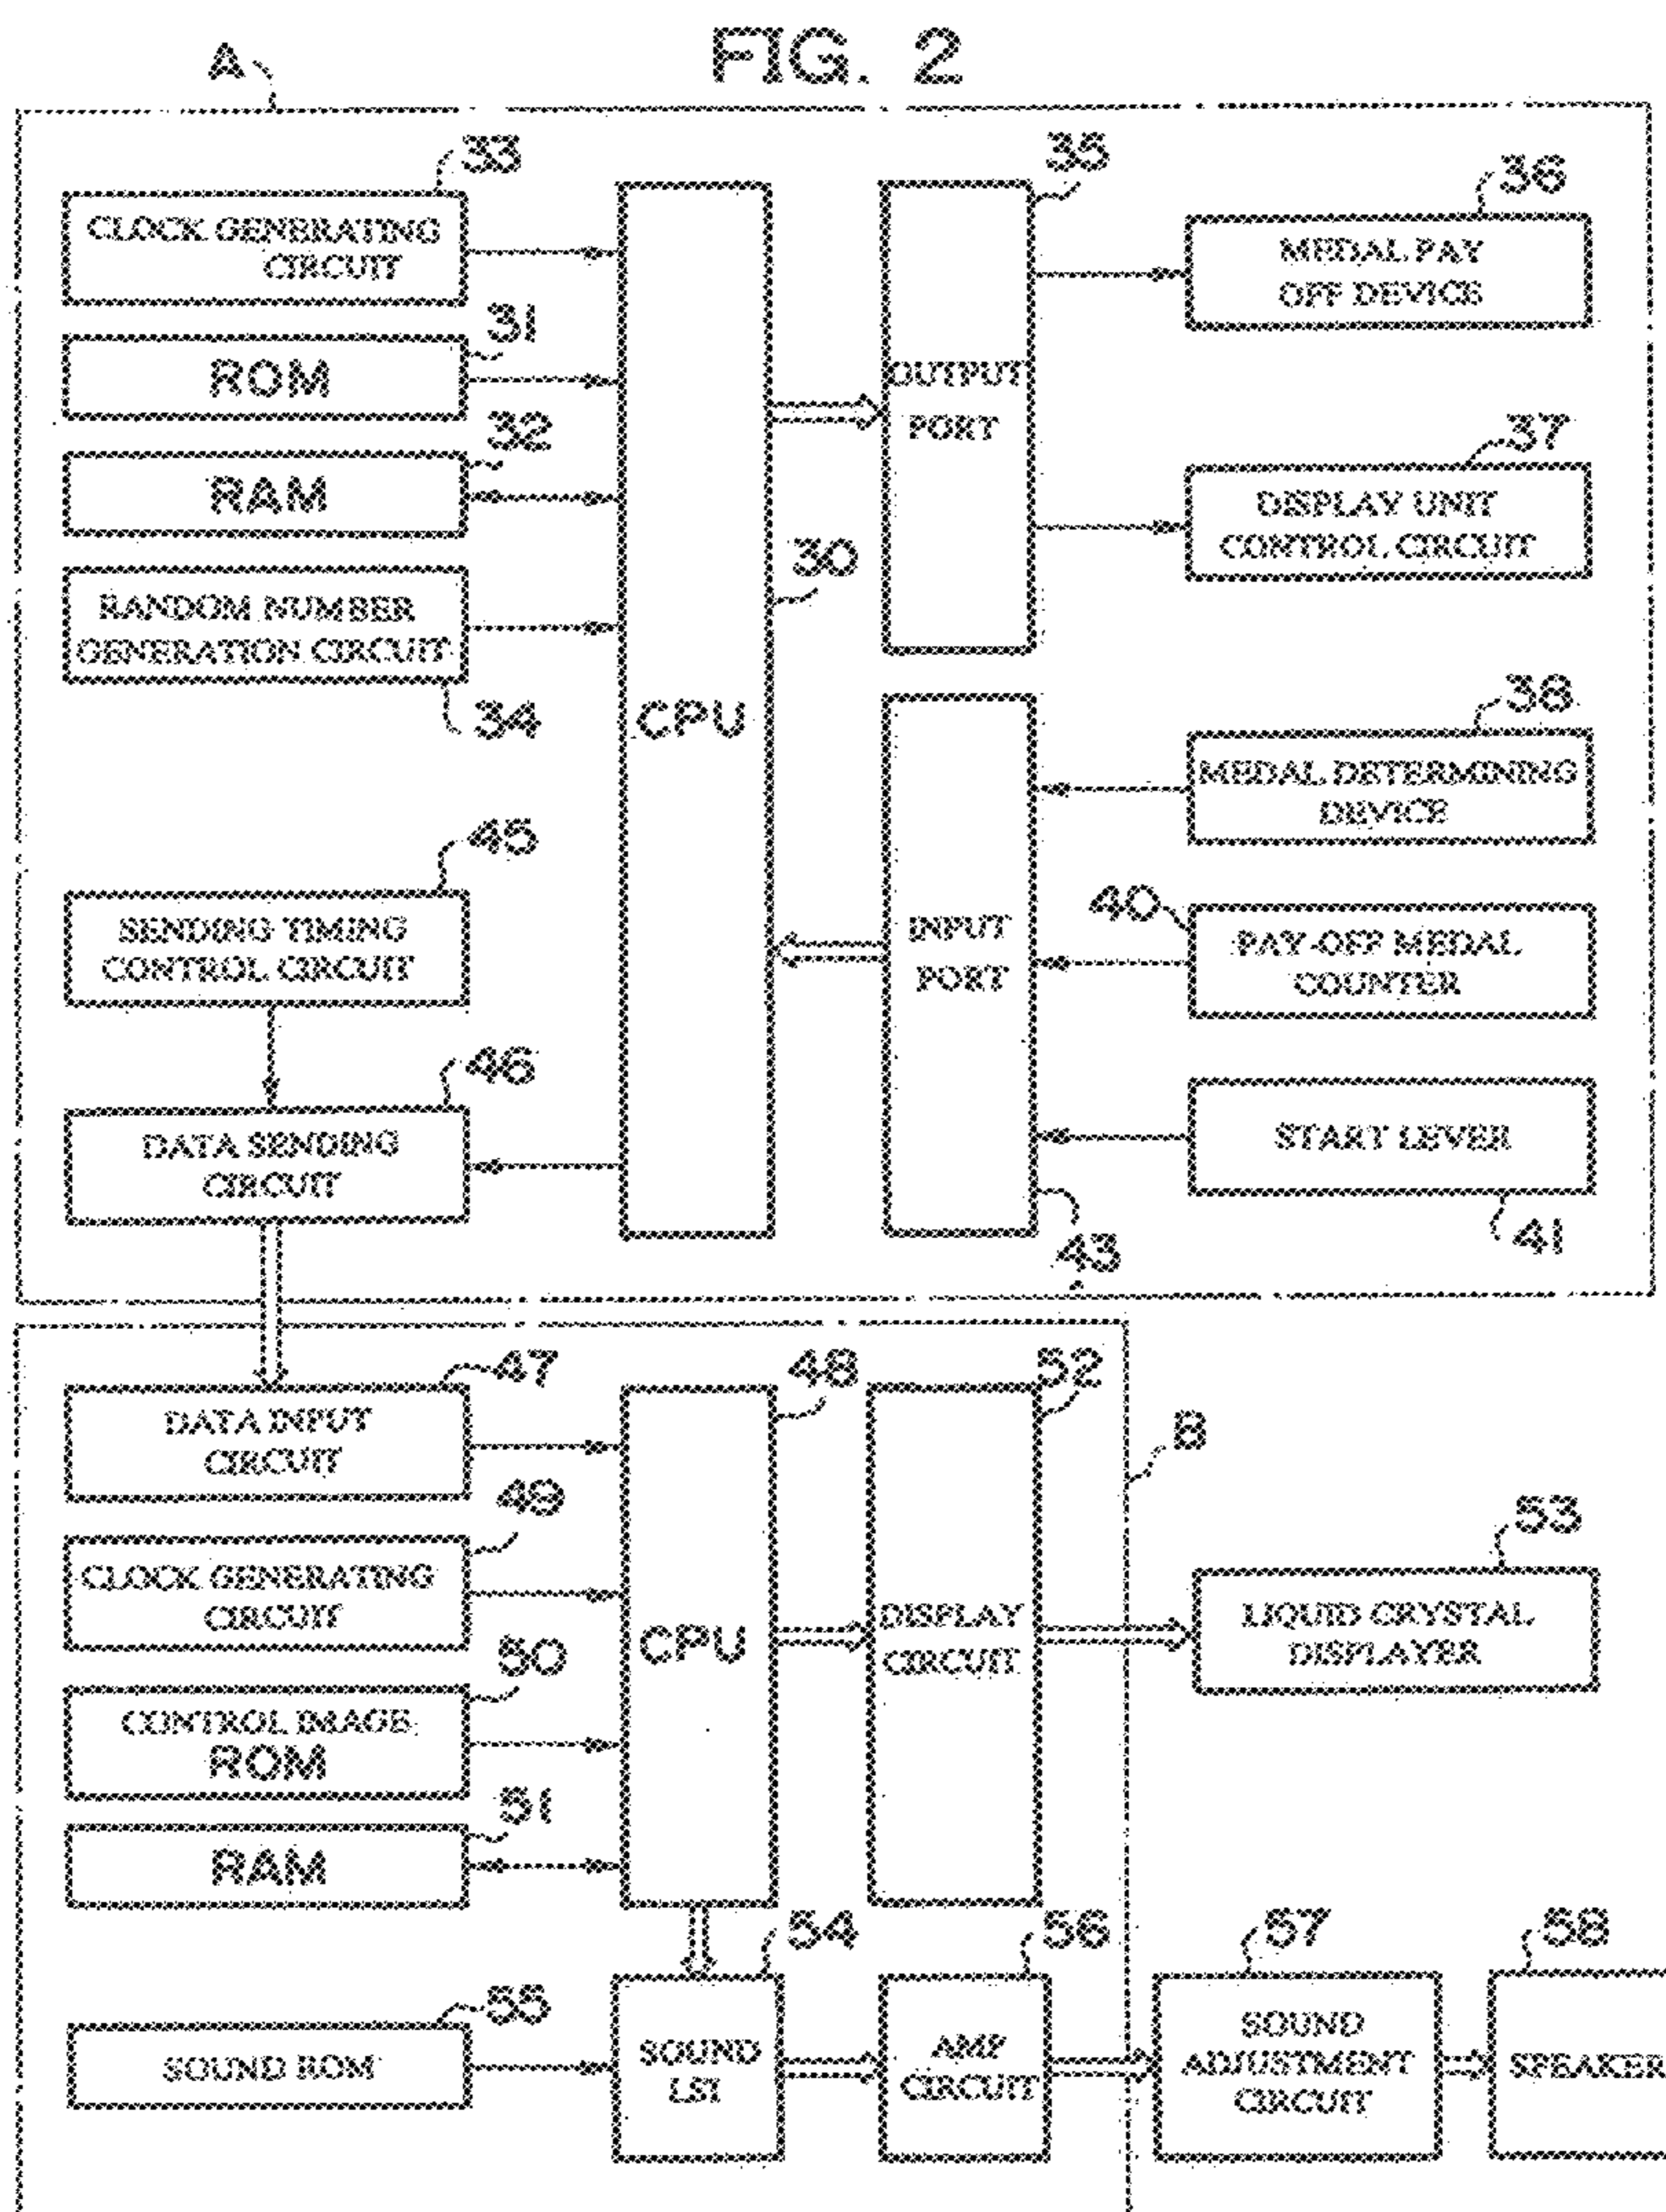 FIG. 2
A
33
CLOCK GENERATING
CIRCUIT
31
ROM
32
RAM
RANDOM NUMBER
GENERATION CIRCUIT
34
CPU
30
35
OUTPUT
PORT
36
MEDAL PAY
OFF DEVICE
37
DISPLAY UNIT
CONTROL CIRCUIT
38
MEDAL DETERMINING
DEVICE
40
PAY-OFF MEDAL
COUNTER
START LEVER
41
INPUT
PORT
43
45
SENDING TIMING
CONTROL CIRCUIT
46
DATA SENDING
CIRCUIT
47
DATA INPUT
CIRCUIT
49
CLOCK GENERATING
CIRCUIT
50
CONTROL IMAGE
ROM
51
RAM
48
CPU
52
DISPLAY
CIRCUIT
8
53
LIQUID CRYSTAL
DISPLAYER
55
SOUND ROM
54
SOUND
LSI
56
AMP
CIRCUIT
57
SOUND
ADJUSTMENT
CIRCUIT
58
SPEAKER